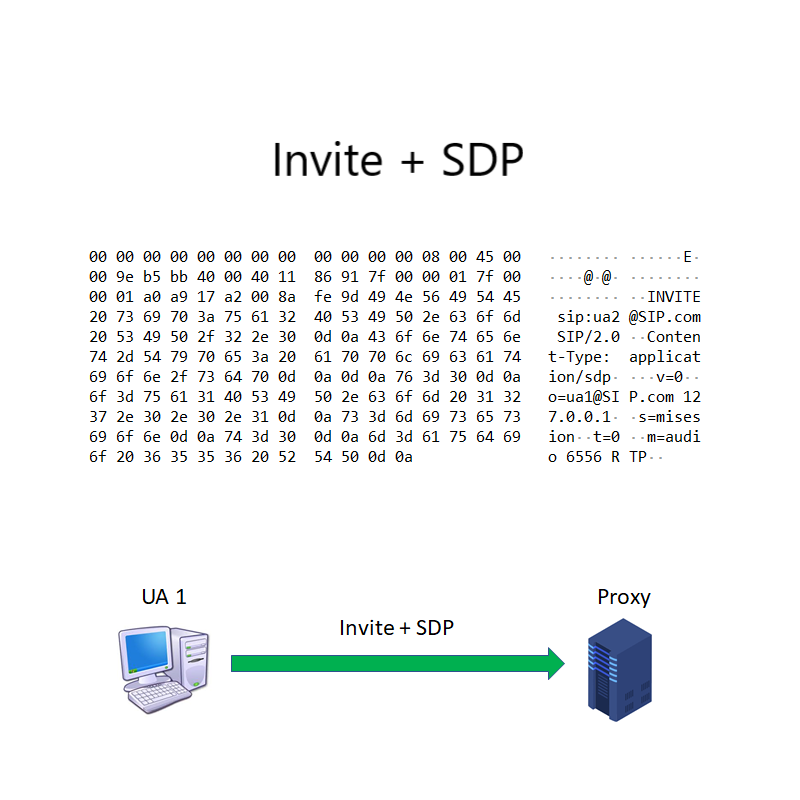 Invite + SDP
00 00 00 00 00 00 00 00  00 00 00 00 08 00 45 00  ········ ······E·
00 9e b5 bb 40 00 40 11  86 91 7f 00 00 01 7f 00  ····@·@· ········
00 01 a0 a9 17 a2 00 8a  fe 9d 49 4e 56 49 54 45  ········ ··INVITE
20 73 69 70 3a 75 61 32  40 53 49 50 2e 63 6f 6d  sip:ua2 @SIP.com
20 53 49 50 2f 32 2e 30  0d 0a 43 6f 6e 74 65 6e  SIP/2.0 ··Conten
74 2d 54 79 70 65 3a 20  61 70 70 6c 69 63 61 74  t-Type:  applicat
69 6f 6e 2f 73 64 70 0d  0a 0d 0a 76 3d 30 0d 0a  ion/sdp· ···v=0··
6f 3d 75 61 31 40 53 49  50 2e 63 6f 6d 20 31 32  o=ua1@SI P.com 12
37 2e 30 2e 30 2e 31 0d  0a 73 3d 6d 69 73 65 73  7.0.0.1· ·s=mises
69 6f 6e 0d 0a 74 3d 30  0d 0a 6d 3d 61 75 64 69  ion··t=0 ··m=audi
6f 20 36 35 35 36 20 52  54 50 0d 0a  o 6556 R TP··
UA 1
Proxy
Invite + SDP